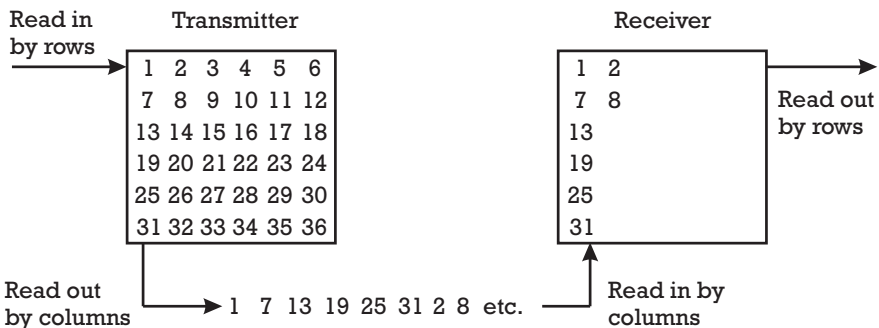 Read in
by rows
Transmitter
1 2 3 4 5 6
7 8 9 10 11 12
13 14 15 16 17 18
19 20 21 22 23 24
25 26 27 28 29 30
31 32 33 34 35 36
Read out
by columns
1 7 13 19 25 31 2 8 etc.
Receiver
1 2
7 8
13
19
25
31
Read out
by rows
Read in by
columns